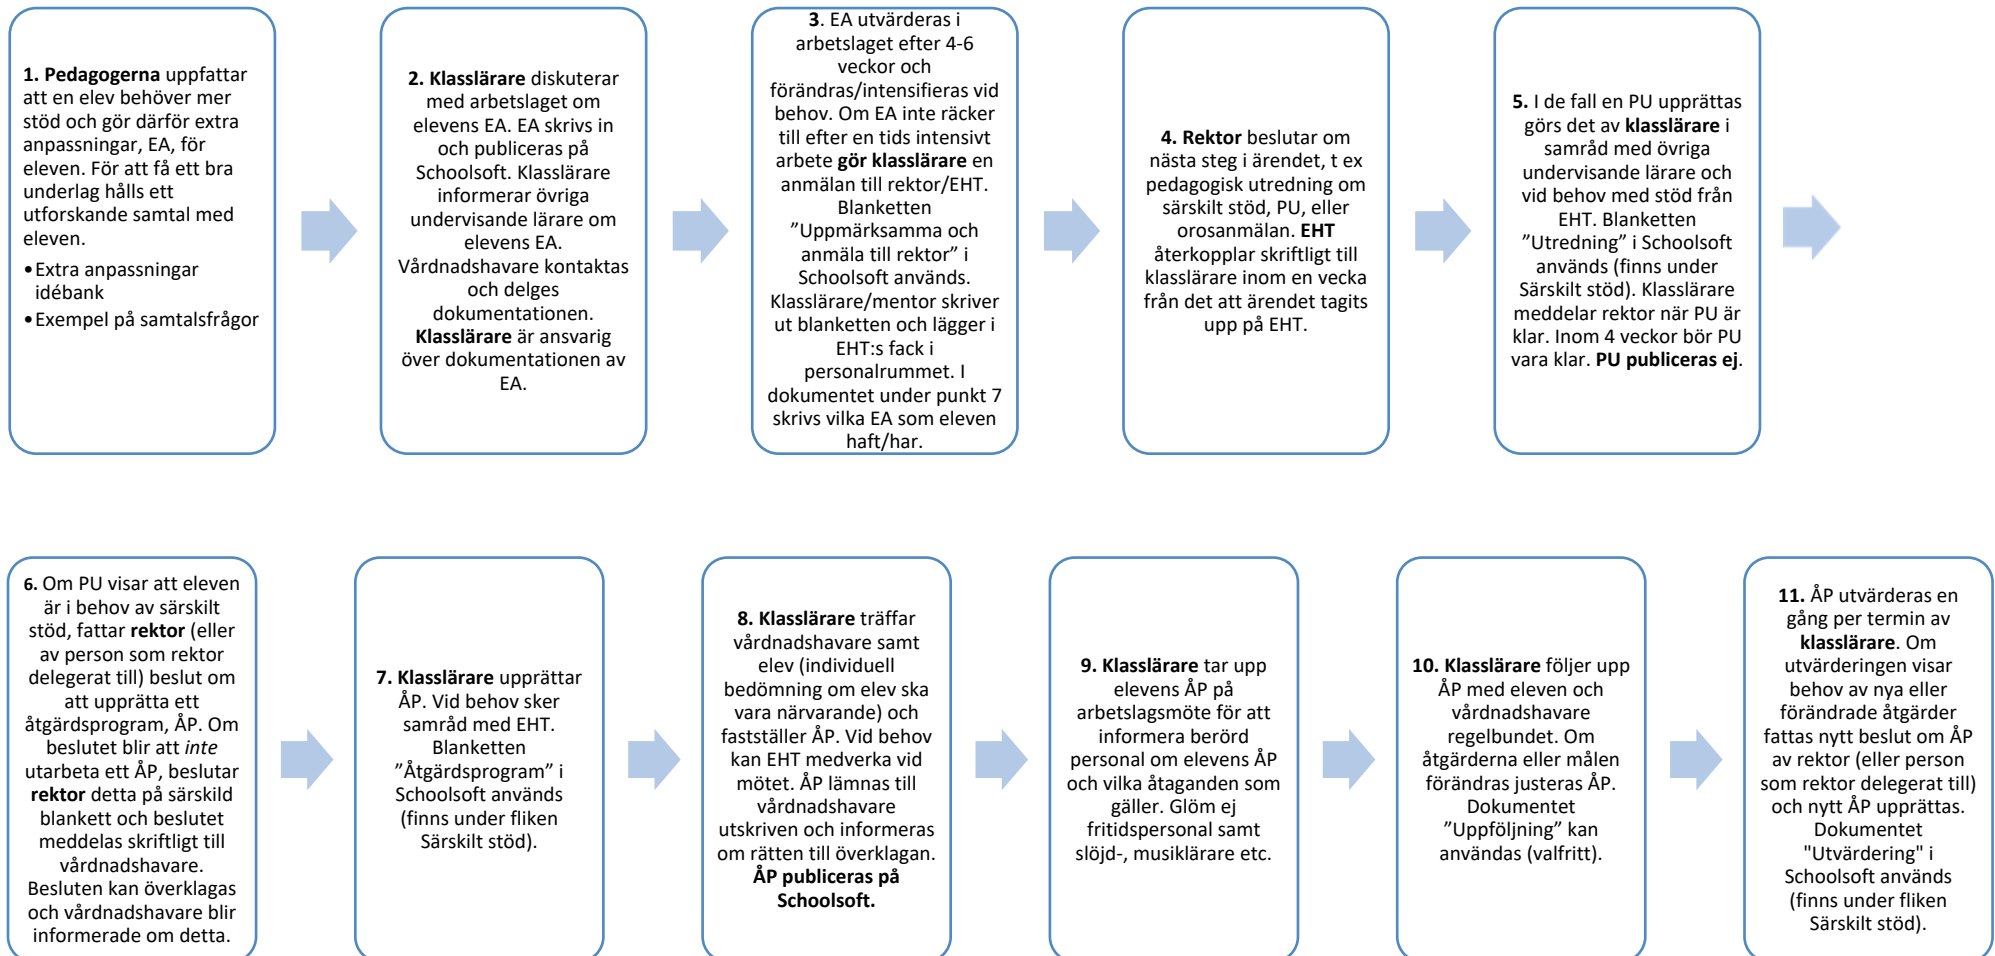 1. Pedagogerna uppfattar
att en elev behöver mer
stöd och gör därför extra
anpassningar, EA, för
eleven. För att få ett bra
underlag hålls ett
utforskande samtal med
eleven.
•Extra anpassningar
idébank
•Exempel på samtalsfrågor
2. Klasslärare diskuterar
med arbetslaget om
elevens EA. EA skrivs in
och publiceras på
Schoolsoft. Klasslärare
informerar övriga
undervisande lärare om
elevens EA.
Vårdnadshavare kontaktas
och delges
dokumentationen.
Klasslärare är ansvarig
över dokumentationen av
EA.
3. EA utvärderas i
arbetslaget efter 4-6
veckor och
förändras/intensifieras vid
behov. Om EA inte räcker
till efter en tids intensivt
arbete gör klasslärare en
anmälan till rektor/EHT.
Blanketten
”Uppmärksamma och
anmäla till rektor” i
Schoolsoft används.
Klasslärare/mentor skriver
ut blanketten och lägger i
EHT:s fack i
personalrummet. I
dokumentet under punkt 7
skrivs vilka EA som eleven
haft/har.
4. Rektor beslutar om
nästa steg i ärendet, t ex
pedagogisk utredning om
särskilt stöd, PU, eller
orosanmälan. EHT
återkopplar skriftligt till
klasslärare inom en vecka
från det att ärendet tagits
upp på EHT.
5. I de fall en PU upprättas
görs det av klasslärare i
samråd med övriga
undervisande lärare och
vid behov med stöd från
EHT. Blanketten
”Utredning” i Schoolsoft
används (finns under
Särskilt stöd). Klasslärare
meddelar rektor när PU är
klar. Inom 4 veckor bör PU
vara klar. PU publiceras ej.
6. Om PU visar att eleven
är i behov av särskilt
stöd, fattar rektor (eller
av person som rektor
delegerat till) beslut om
att upprätta ett
åtgärdsprogram, ÅP. Om
beslutet blir att inte
utarbeta ett ÅP, beslutar
rektor detta på särskild
blankett och beslutet
meddelas skriftligt till
vårdnadshavare.
Besluten kan överklagas
och vårdnadshavare blir
informerade om detta.
7. Klasslärare upprättar
ÅP. Vid behov sker
samråd med EHT.
Blanketten
”Åtgärdsprogram” i
Schoolsoft används
(finns under fliken
Särskilt stöd).
8. Klasslärare träffar
vårdnadshavare samt
elev (individuell
bedömning om elev ska
vara närvarande) och
fastställer ÅP. Vid behov
kan EHT medverka vid
mötet. ÅP lämnas till
vårdnadshavare
utskriven och informeras
om rätten till överklagan.
ÅP publiceras på
Schoolsoft.
9. Klasslärare tar upp
elevens ÅP på
arbetslagsmöte för att
informera berörd
personal om elevens ÅP
och vilka åtaganden som
gäller. Glöm ej
fritidspersonal samt
slöjd-, musiklärare etc.
10. Klasslärare följer upp
ÅP med eleven och
vårdnadshavare
regelbundet. Om
åtgärderna eller målen
förändras justeras ÅP.
Dokumentet
”Uppföljning” kan
användas (valfritt).
11. ÅP utvärderas en
gång per termin av
klasslärare. Om
utvärderingen visar
behov av nya eller
förändrade åtgärder
fattas nytt beslut om ÅP
av rektor (eller person
som rektor delegerat till)
och nytt ÅP upprättas.
Dokumentet
"Utvärdering" i
Schoolsoft används
(finns under fliken
Särskilt stöd).